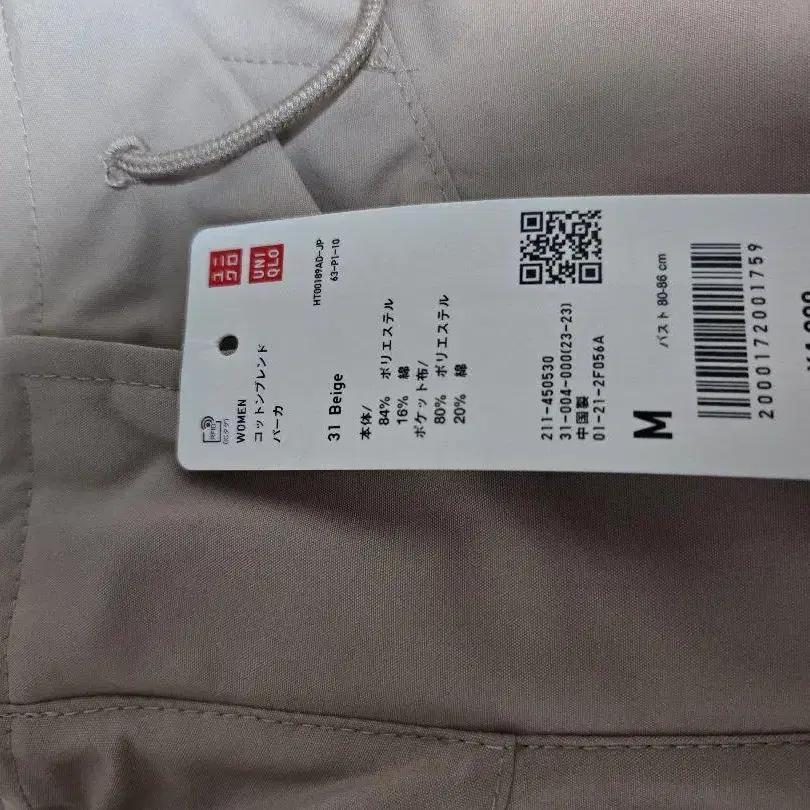 ユニ
クロ
UNI
QLO
HT00189AD-JP
63-P1-10
RFID
WOMEN
コットンブレンド
パーカ
31 Beige
本体/
84% ポリエステル
16% 綿
ポケット布/
80% ポリエステル
20% 綿
211-450530
31-004-000(23-23)
中国製
01-21-2F056A
M
バスト 80-86 cm
2000172001759